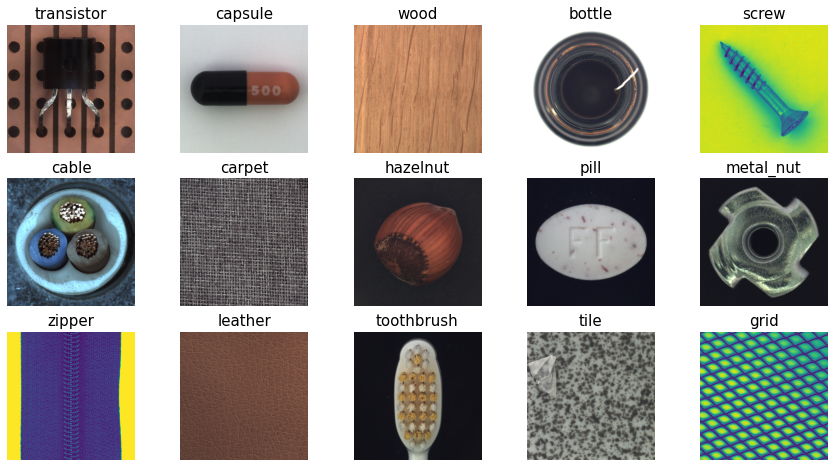 transistor
capsule
wood
bottle
screw
500
cable
carpet
hazelnut
pill
metal_nut
FF
zipper
leather
toothbrush
tile
grid